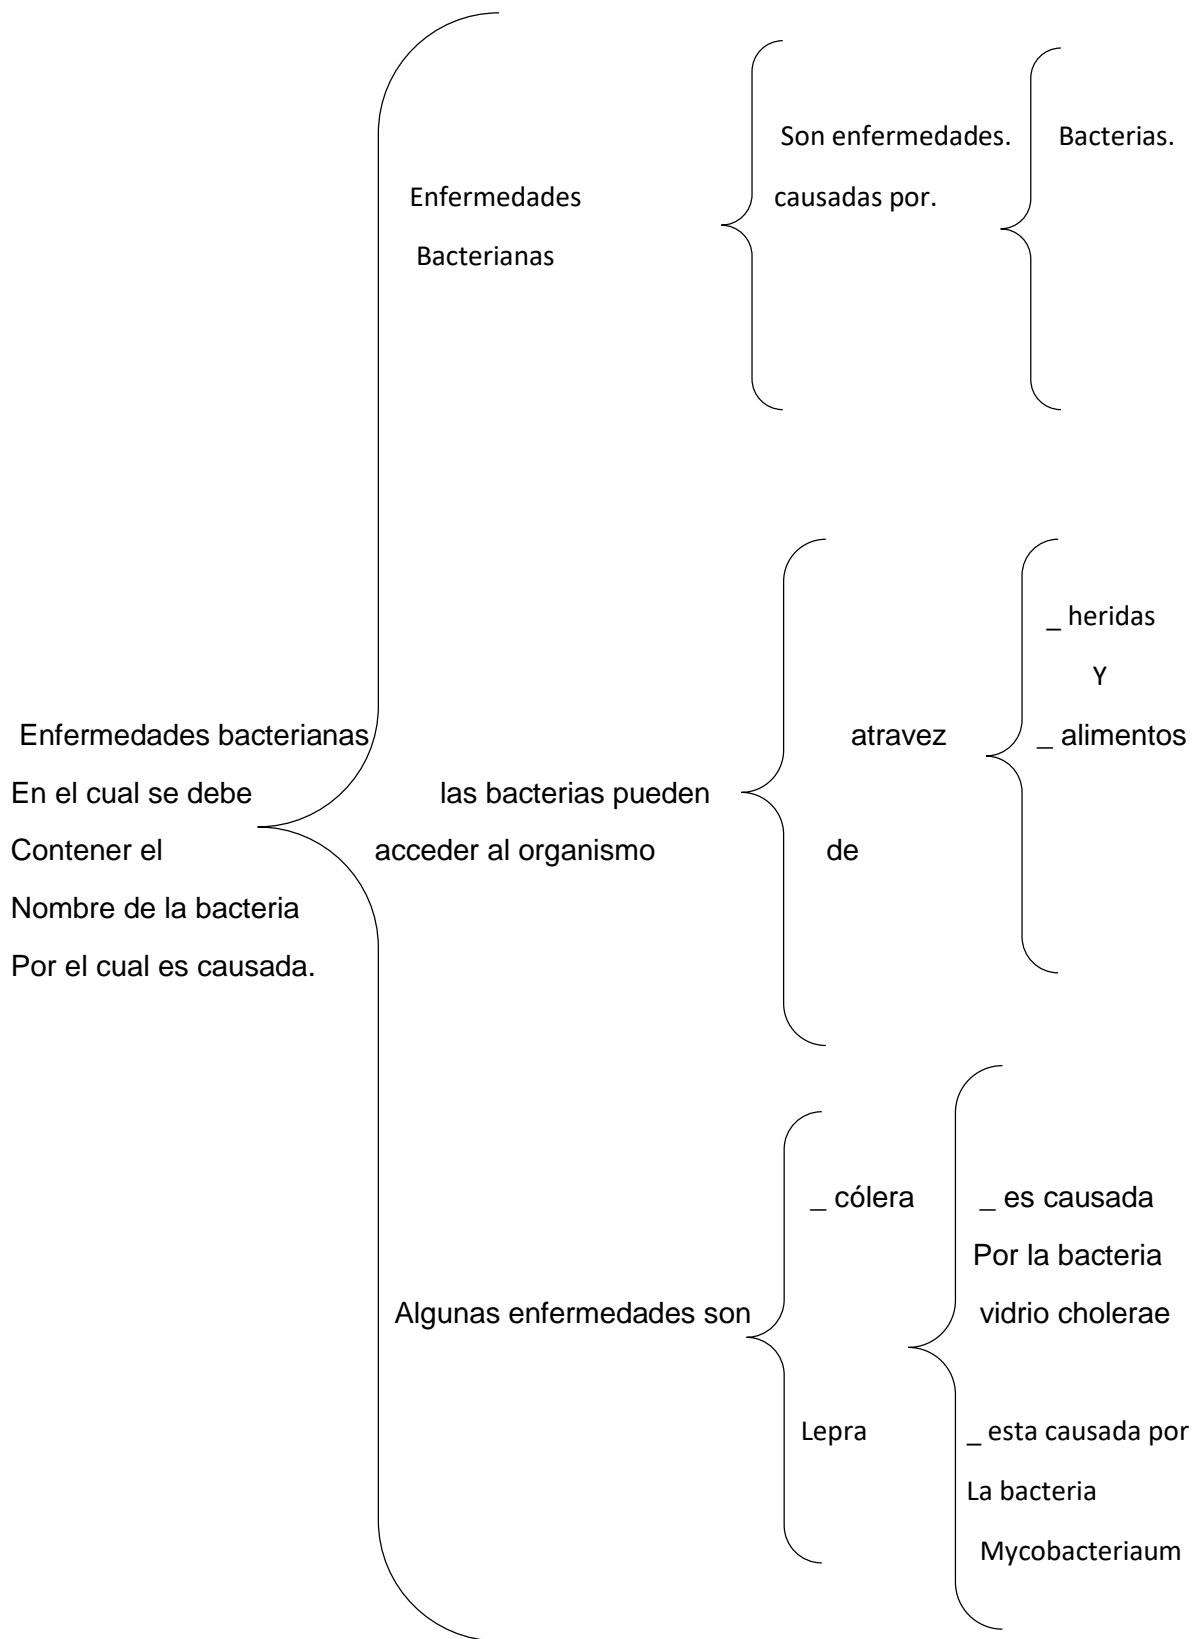 Son enfermedades.
Bacterias.
Enfermedades
causadas por.
Bacterianas
_ heridas
Y
Enfermedades bacterianas
atravez
_ alimentos
En el cual se debe
las bacterias pueden
Contener el
acceder al organismo
de
Nombre de la bacteria
Por el cual es causada.
_ cólera
_ es causada
Por la bacteria
Algunas enfermedades son
vidrio cholerae
Lepra
_ esta causada por
La bacteria
Mycobacteriaum